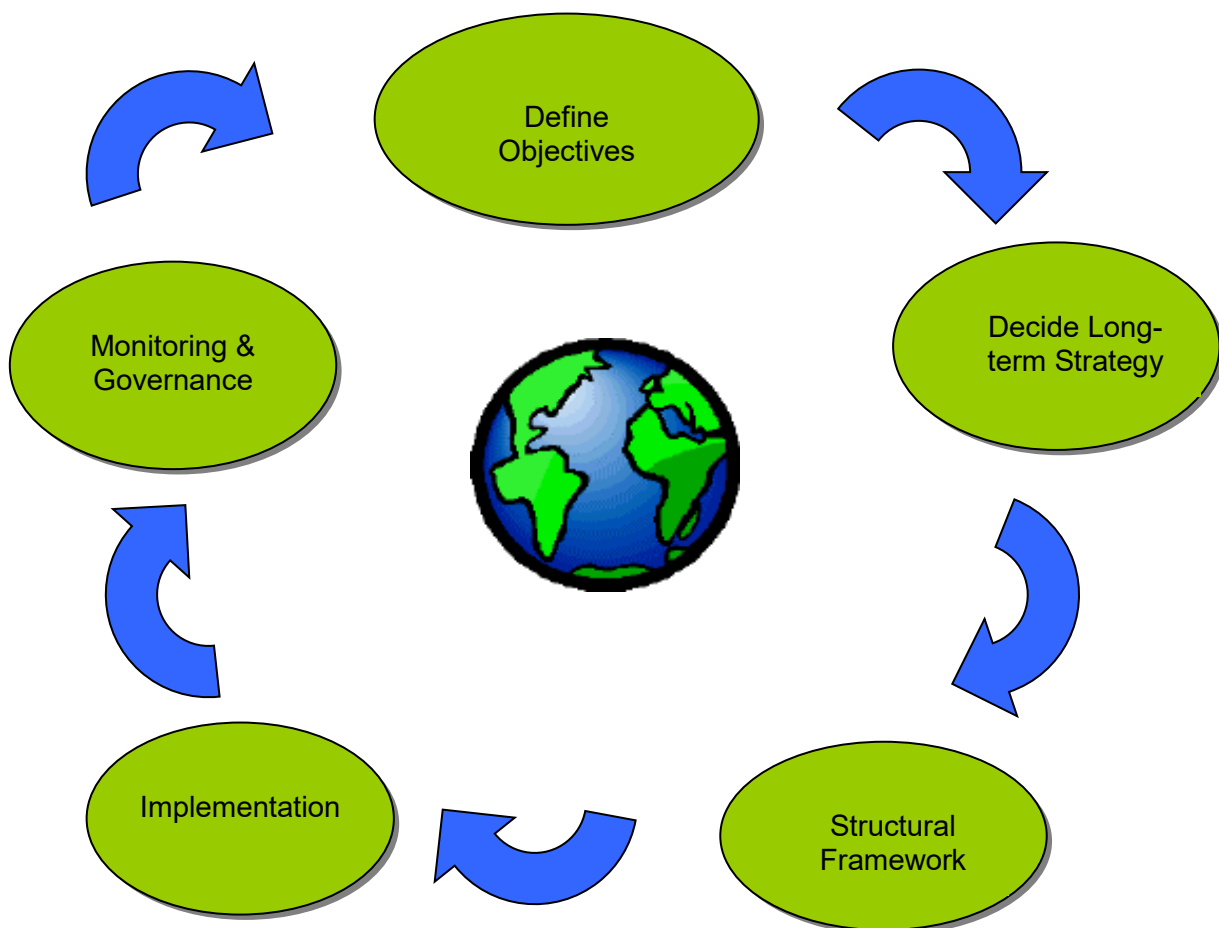 Define
Objectives
Decide Long-
term Strategy
Structural
Framework
Implementation
Monitoring &
Governance